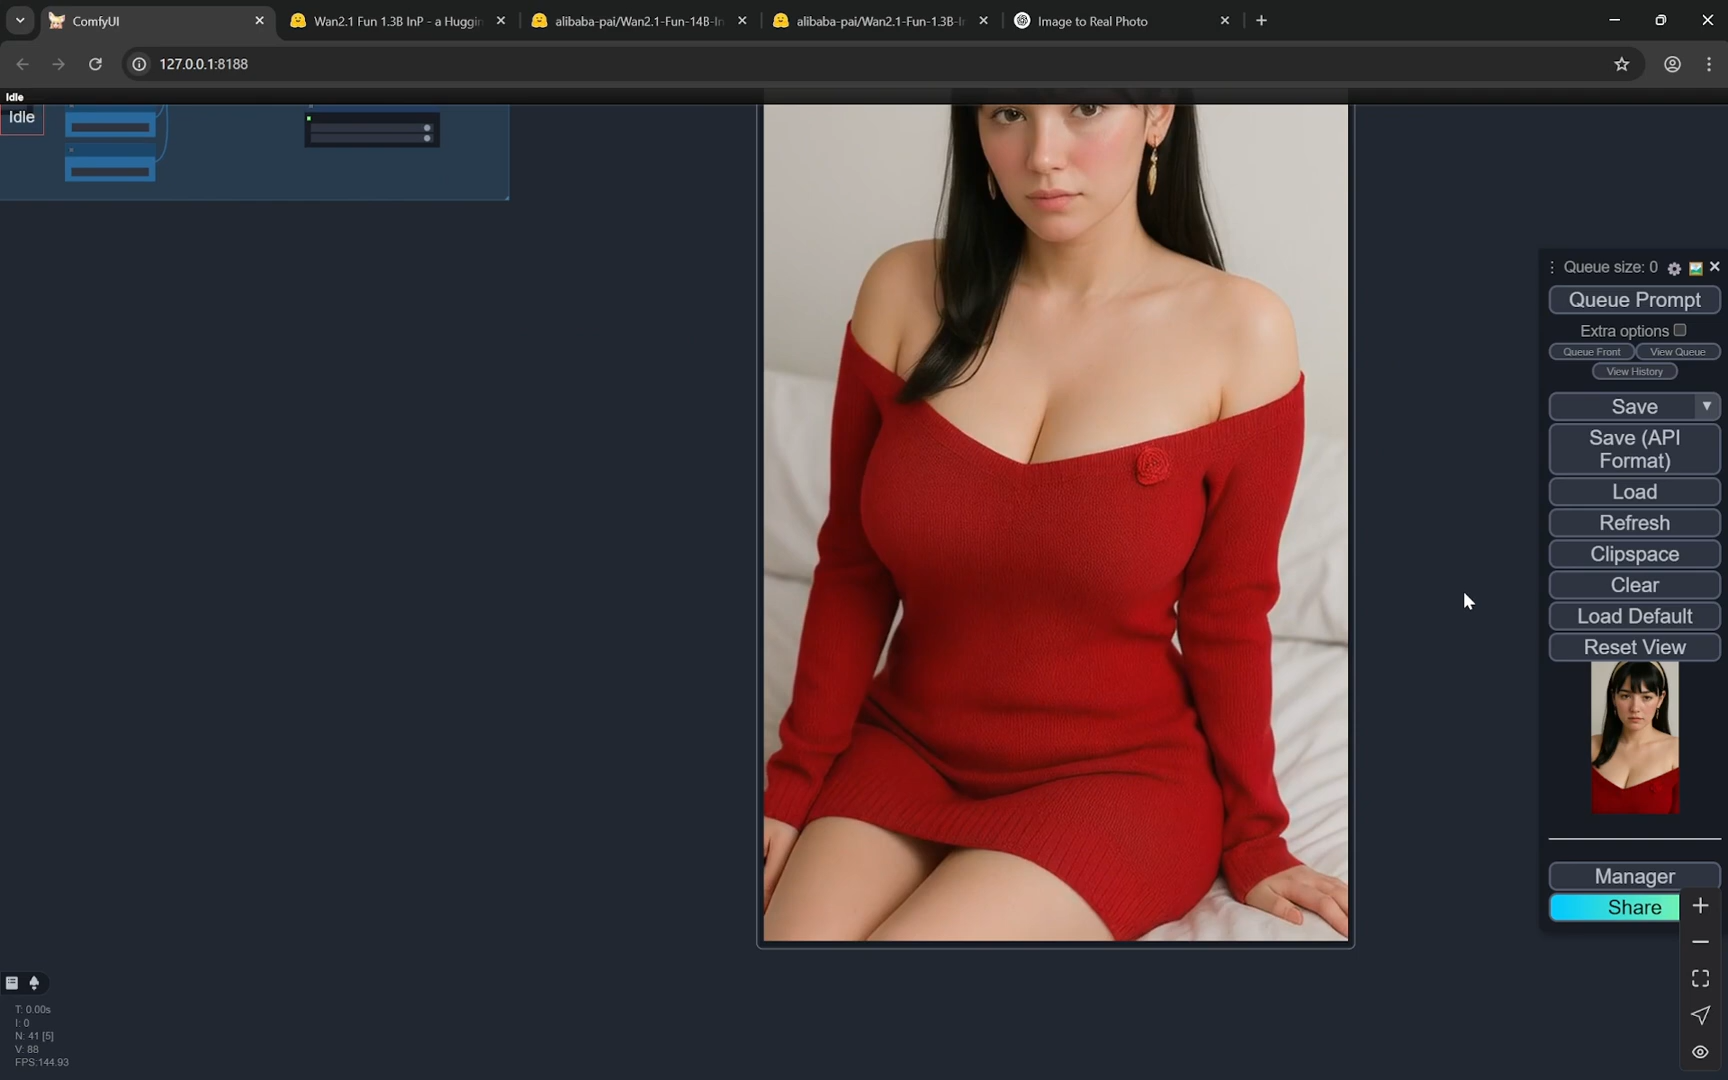 ComfyUI
Wan2.1 Fun 1.3B InP - a Huggin
alibaba-pai/Wan2.1-Fun-14B-In
alibaba-pai/Wan2.1-Fun-1.3B-In
Image to Real Photo
127.0.0.1:8188
Idle
Idle
Queue size: 0
Queue Prompt
Extra options
Queue Front
View Queue
View History
Save
Save (API
Format)
Load
Refresh
Clipspace
Clear
Load Default
Reset View
Manager
Share
T: 0.00s
I: 0
N: 41 [5]
V: 88
FPS:144.93